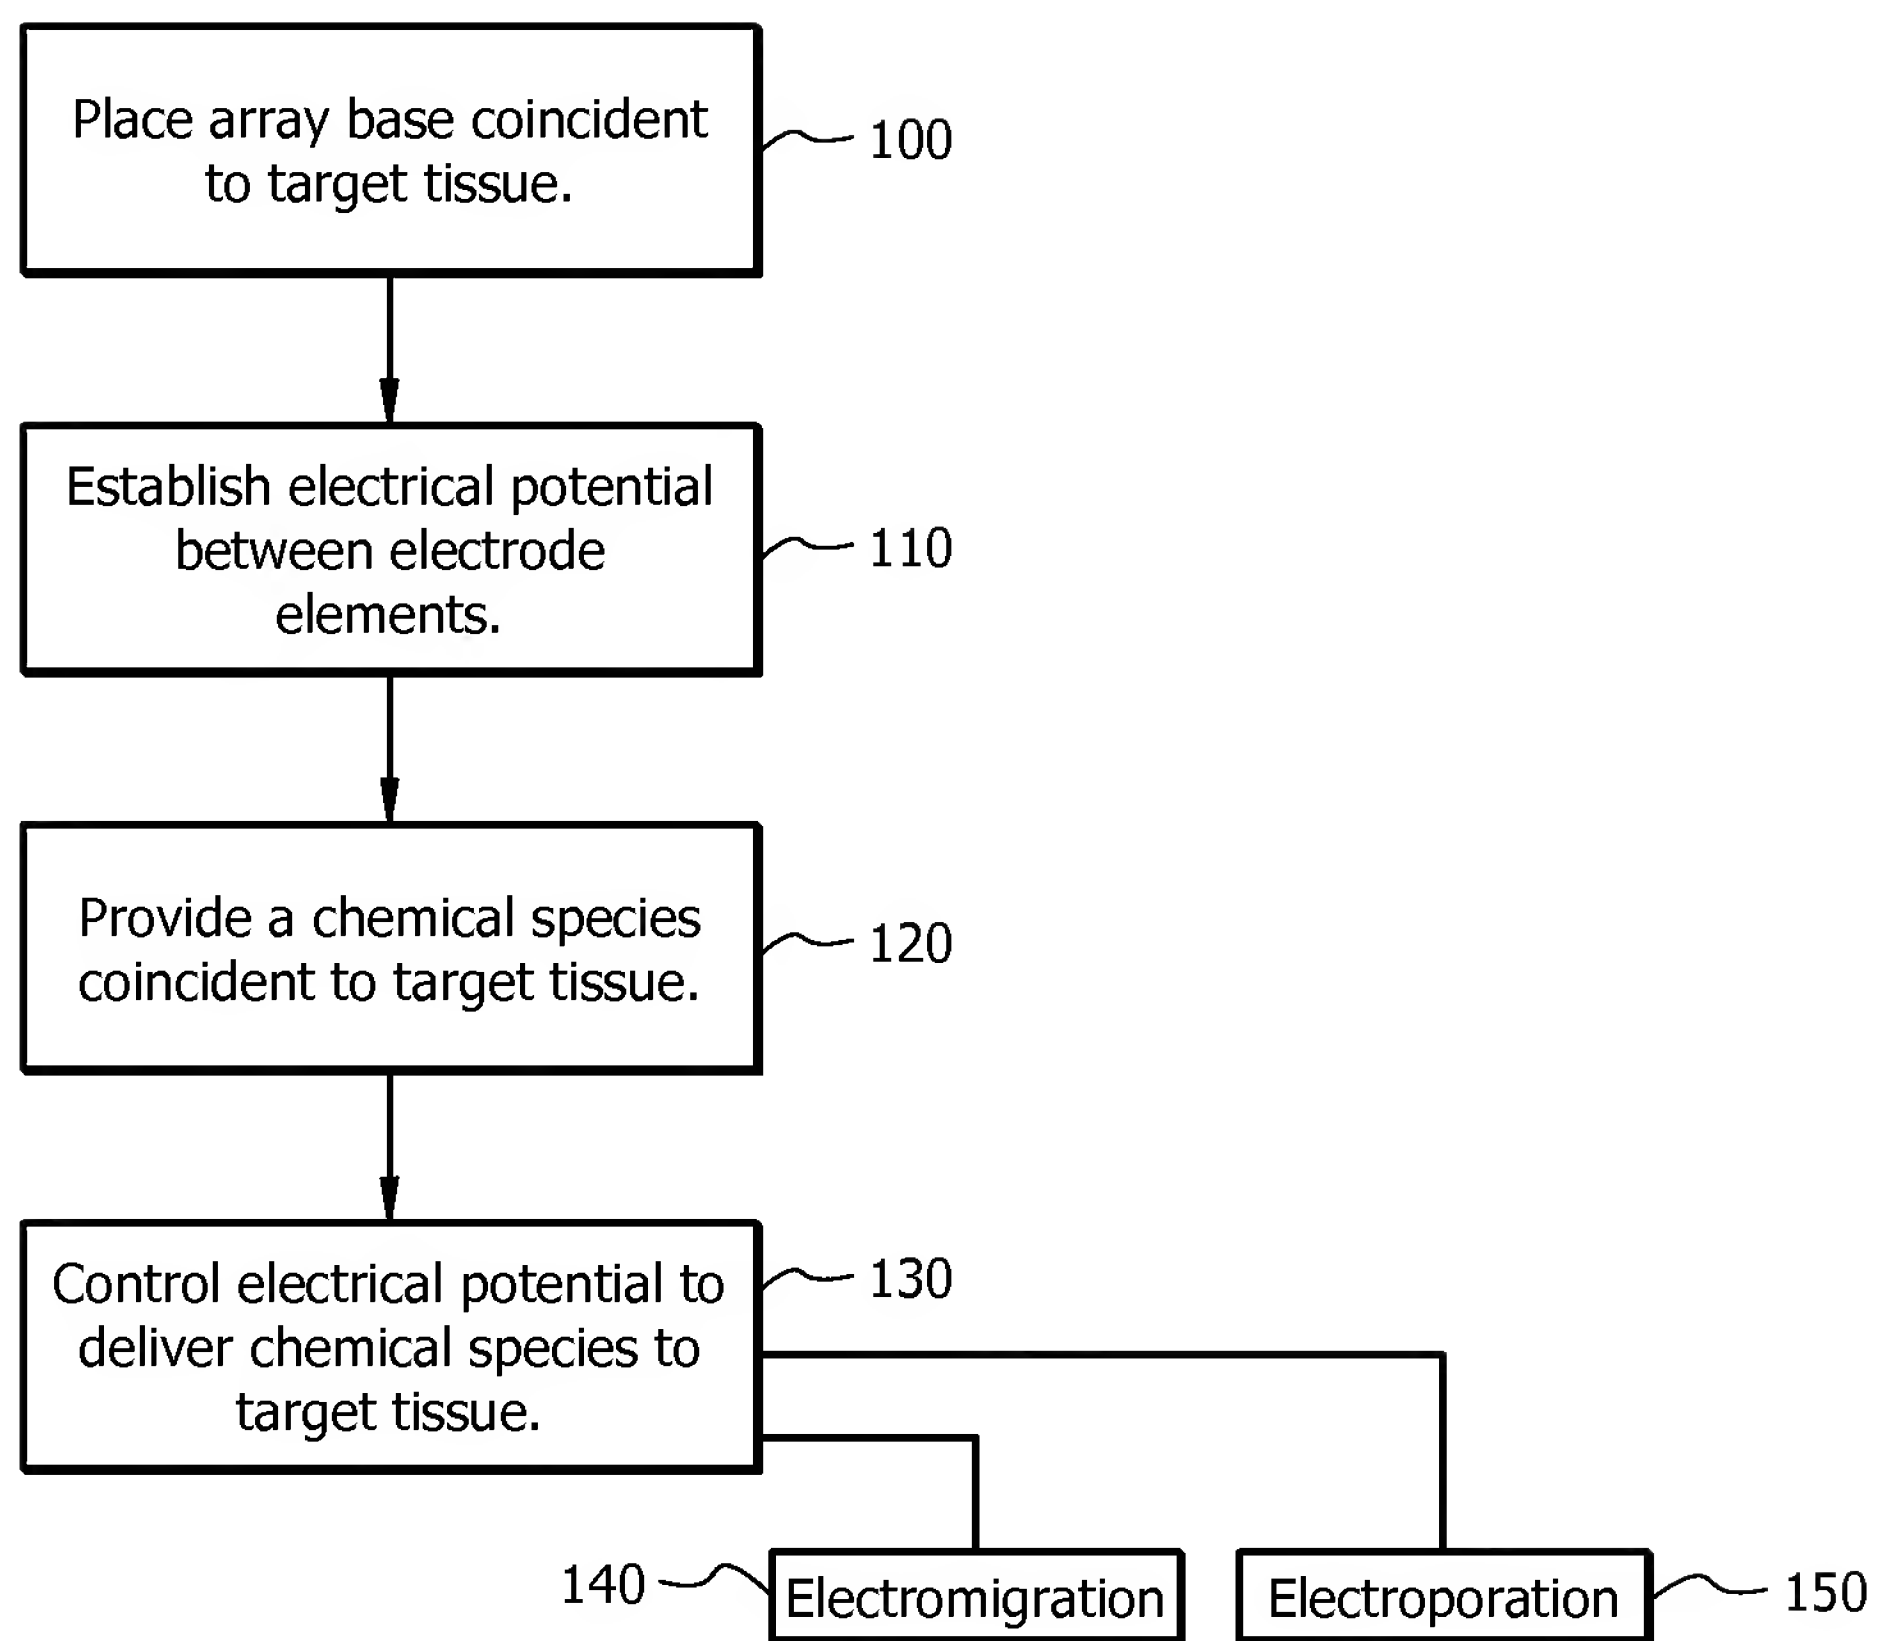 Place array base coincident
to target tissue.
100
Establish electrical potential
between electrode
elements.
110
Provide a chemical species
coincident to target tissue.
120
Control electrical potential to
deliver chemical species to
target tissue.
130
140
Electromigration
Electroporation
150